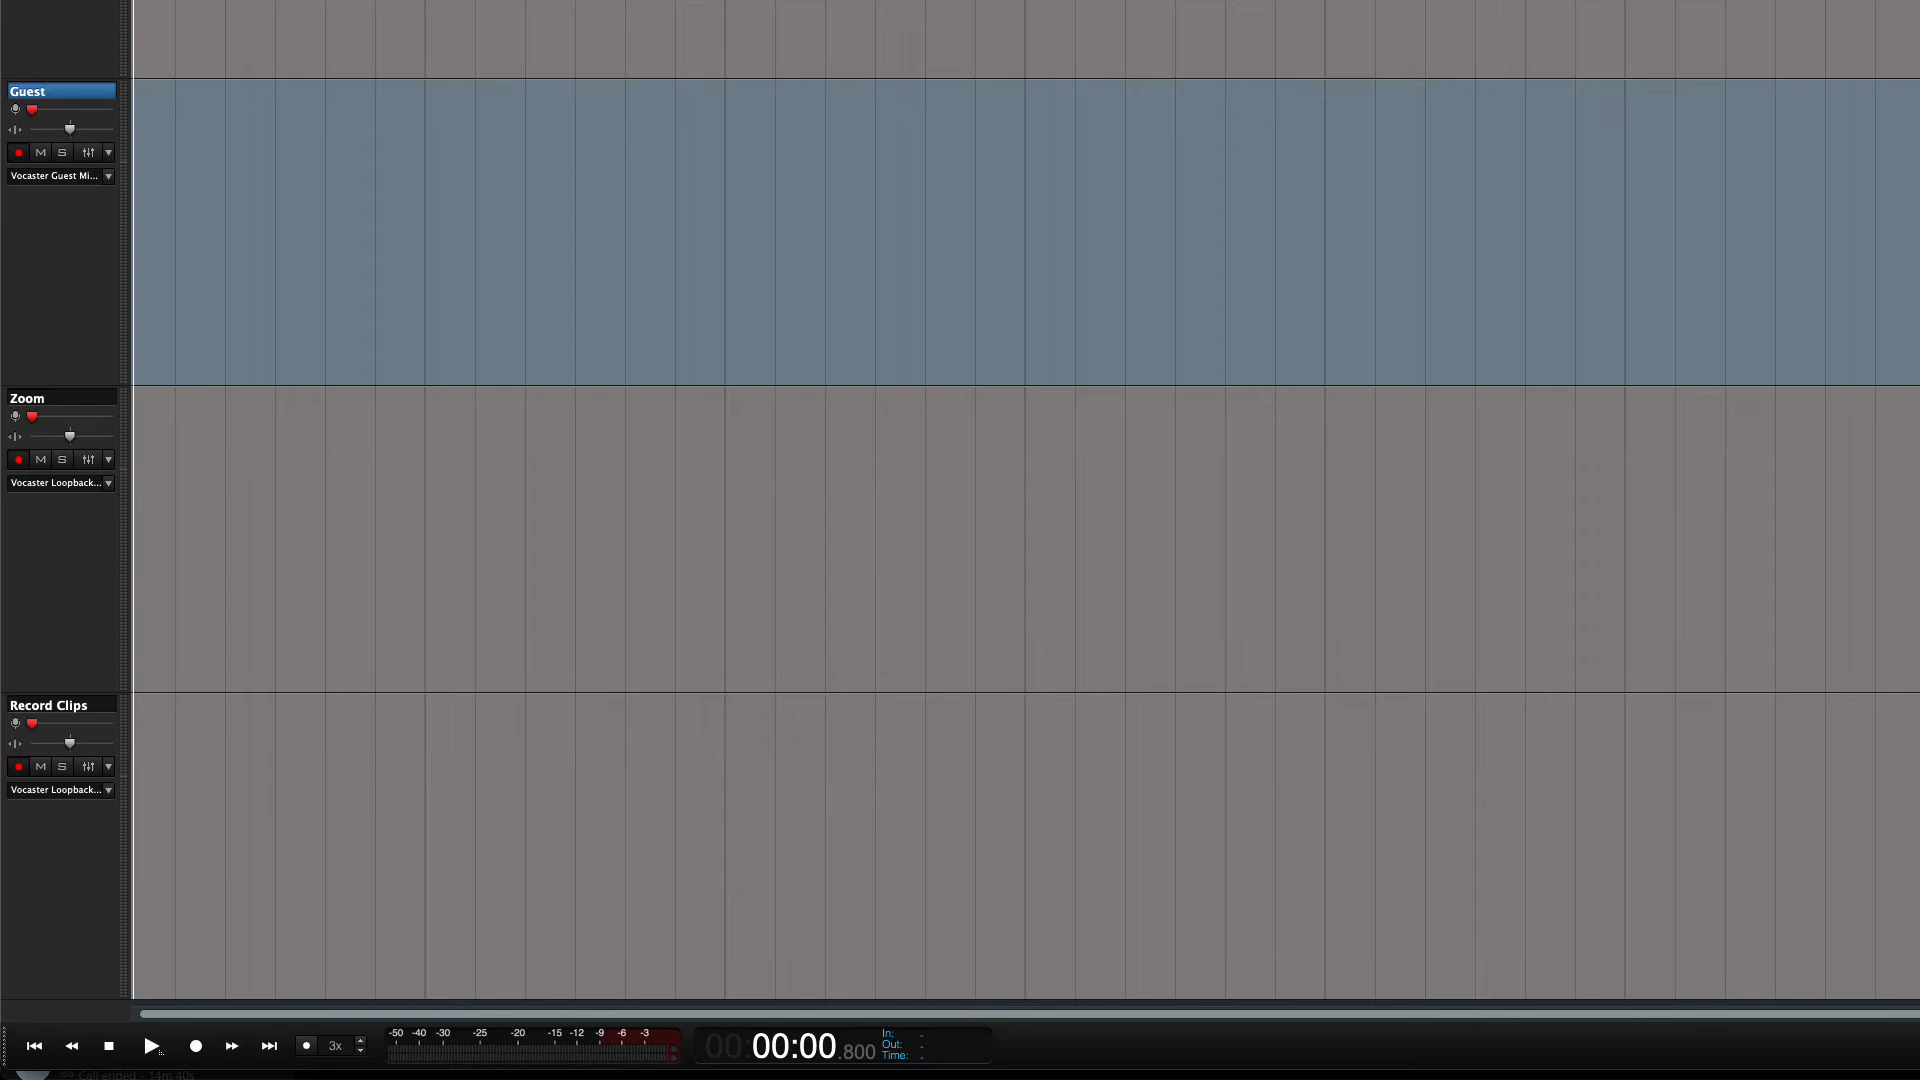 Guest
M S
Vocaster Guest Mi...
Zoom
M S
Vocaster Loopback...
Record Clips
M S
Vocaster Loopback...
3x
-50 -40 -30 -25 -20 -15 -12 -9 -6 -3
00:00:00.800
In: -
Out: -
Time: -
Call ended - 14m 40s